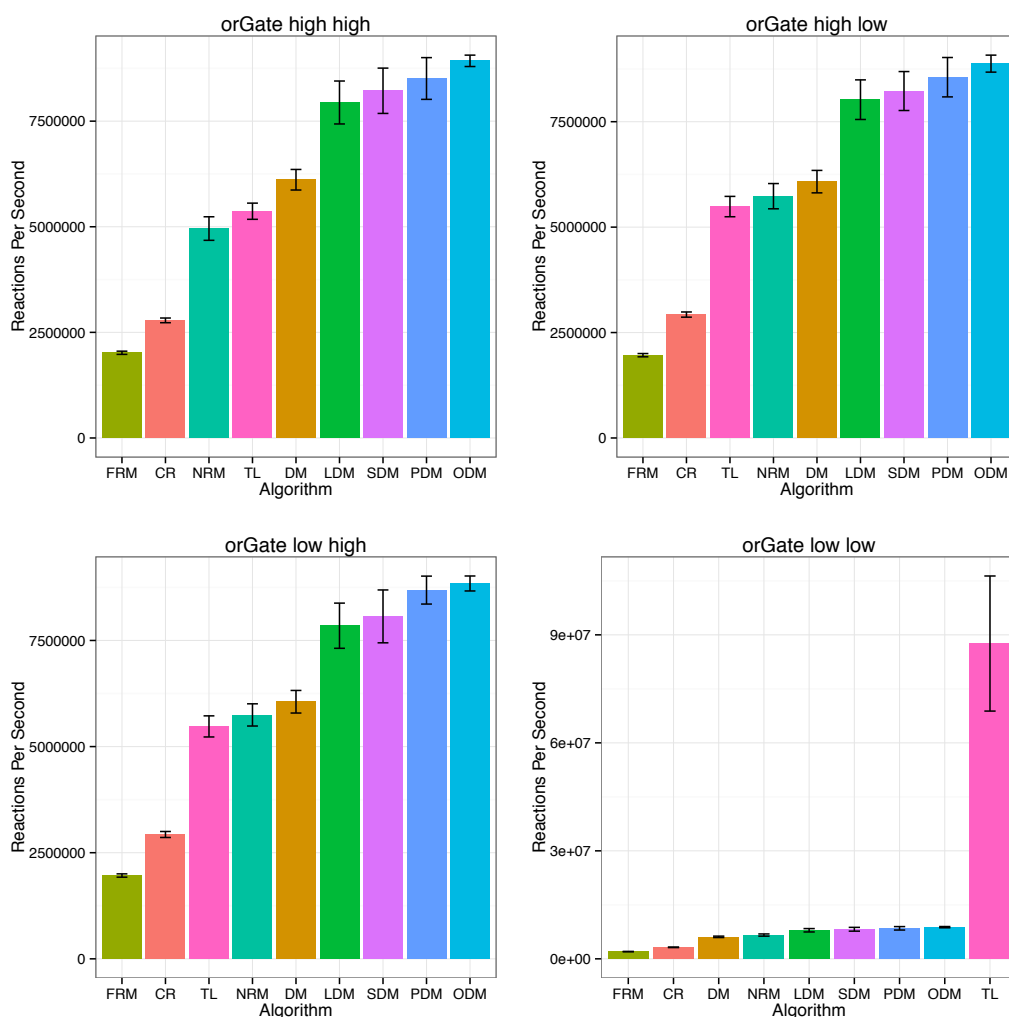 orGate high high
Reactions Per Second
7500000
5000000
2500000
0
FRM CR NRM TL DM LDM SDM PDM ODM
Algorithm
orGate high low
Reactions Per Second
7500000
5000000
2500000
0
FRM CR TL NRM DM LDM SDM PDM ODM
Algorithm
orGate low high
Reactions Per Second
7500000
5000000
2500000
0
FRM CR TL NRM DM LDM SDM PDM ODM
Algorithm
orGate low low
Reactions Per Second
9e+07
6e+07
3e+07
0e+00
FRM CR DM NRM LDM SDM PDM ODM TL
Algorithm